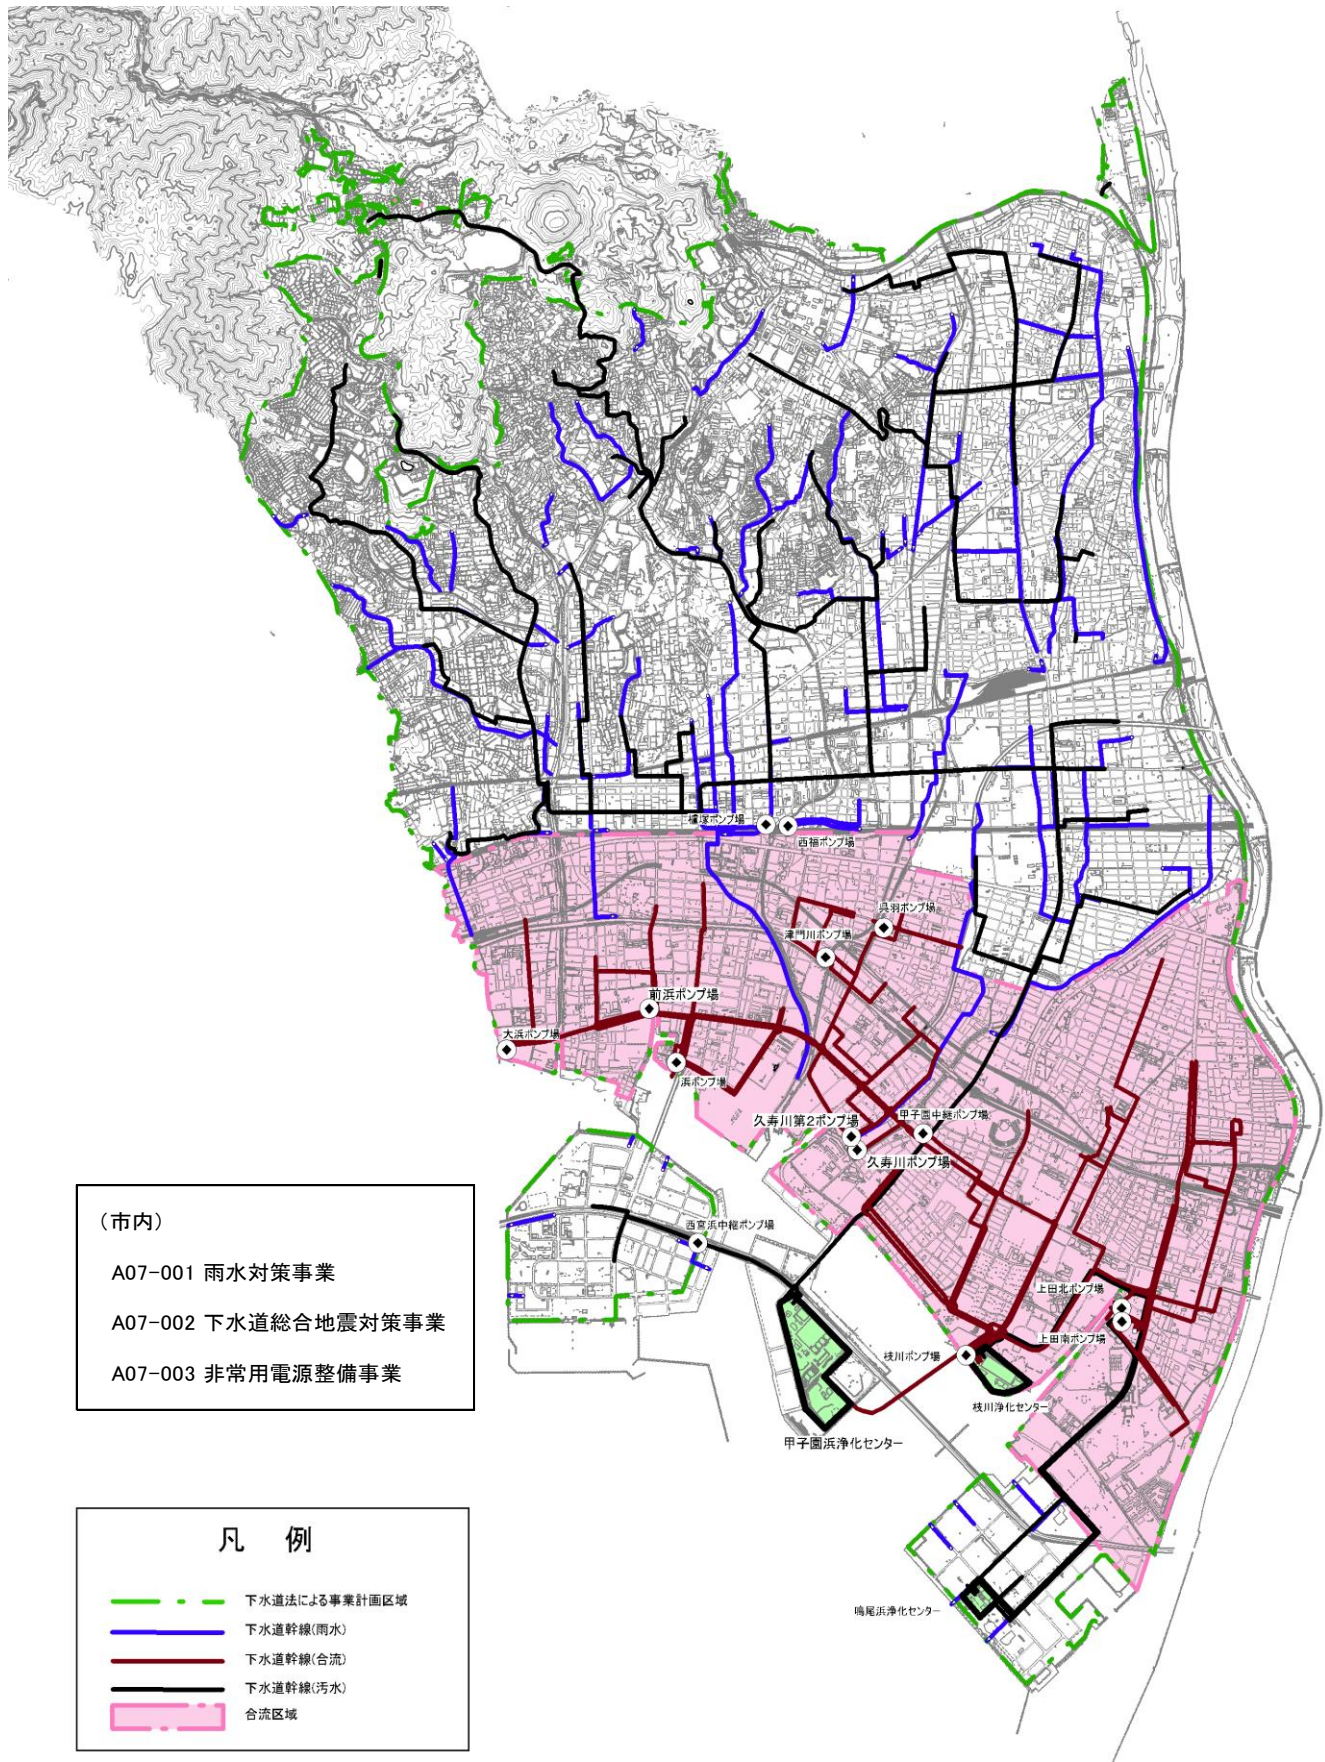 樋塚ポンプ場
西福ポンプ場
呉羽ポンプ場
津門川ポンプ場
前浜ポンプ場
大浜ポンプ場
浜ポンプ場
久寿川第2ポンプ場
甲子園中継ポンプ場
久寿川ポンプ場
西宮浜中継ポンプ場
上田北ポンプ場
上田南ポンプ場
枝川ポンプ場
枝川浄化センター
甲子園浜浄化センター
鳴尾浜浄化センター
（市内）
A07-001 雨水対策事業
A07-002 下水道総合地震対策事業
A07-003 非常用電源整備事業
凡 例
下水道法による事業計画区域
下水道幹線(雨水)
下水道幹線(合流)
下水道幹線(汚水)
合流区域